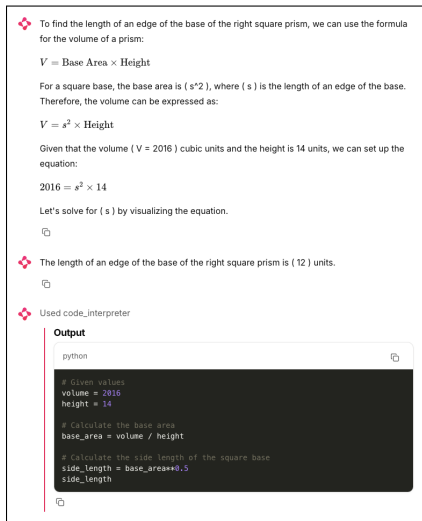 To find the length of an edge of the base of the right square prism, we can use the formula
for the volume of a prism:
V = Base Area × Height
For a square base, the base area is ( s^2 ), where ( s ) is the length of an edge of the base.
Therefore, the volume can be expressed as:
V = s² × Height
Given that the volume ( V = 2016 ) cubic units and the height is 14 units, we can set up the
equation:
2016 = s² × 14
Let's solve for ( s ) by visualizing the equation.
The length of an edge of the base of the right square prism is ( 12 ) units.
Used code_interpreter
Output
python
# Given values
volume = 2016
height = 14
# Calculate the base area
base_area = volume / height
# Calculate the side length of the square base
side_length = base_area**0.5
side_length